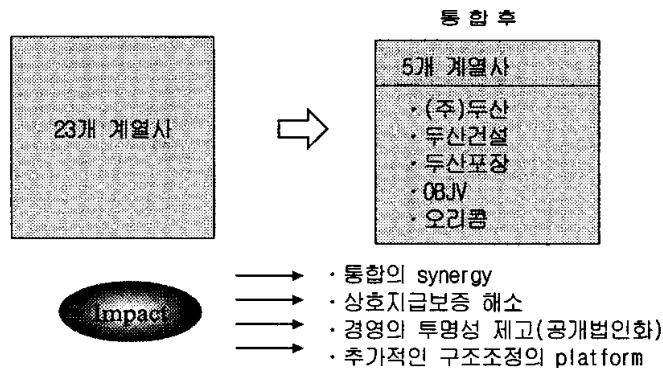 통 합 후
23개 계열사
5개 계열사
· (주)두산
· 두산건설
· 두산포장
· OBJV
· 오리콤
Impact
· 통합의 synergy
· 상호지급보증 해소
· 경영의 투명성 제고(공개법인화)
· 추가적인 구조조정의 platform